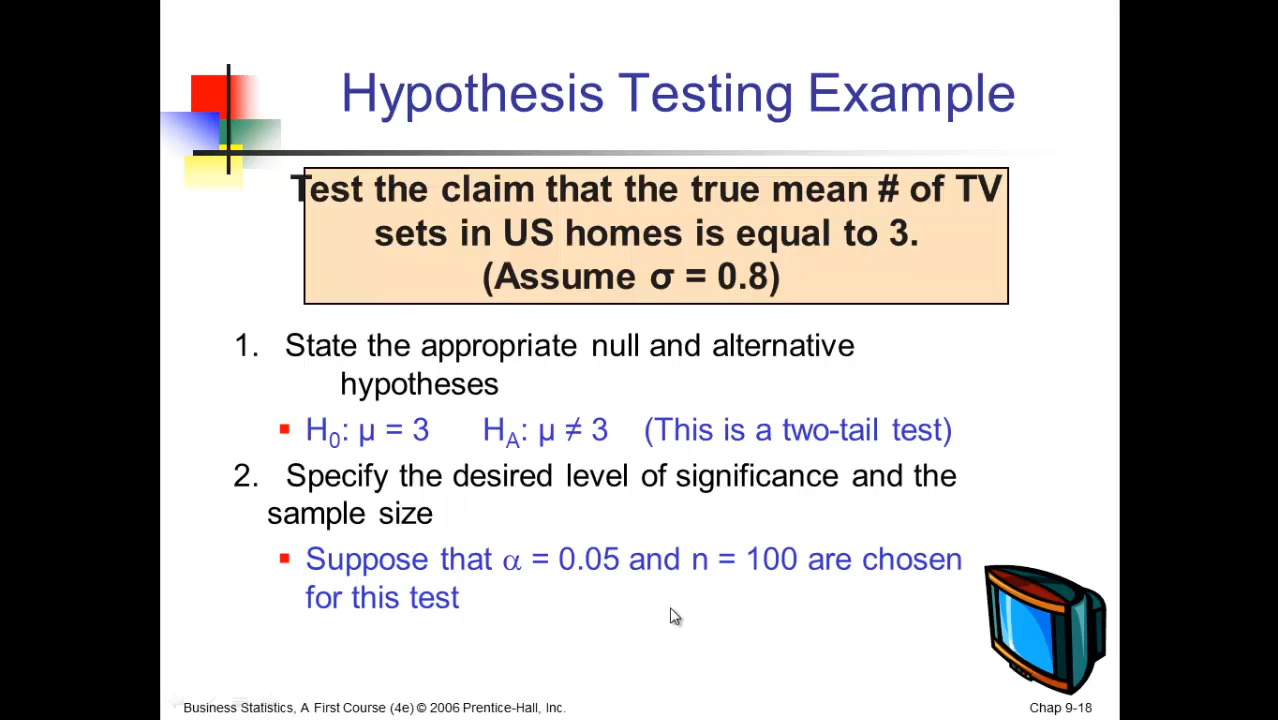 Hypothesis Testing Example
Test the claim that the true mean # of TV
sets in US homes is equal to 3.
(Assume σ = 0.8)
1. State the appropriate null and alternative
hypotheses
H0: μ = 3 HA: μ ≠ 3 (This is a two-tail test)
2. Specify the desired level of significance and the
sample size
Suppose that α = 0.05 and n = 100 are chosen
for this test
Business Statistics, A First Course (4e) © 2006 Prentice-Hall, Inc.
Chap 9-18